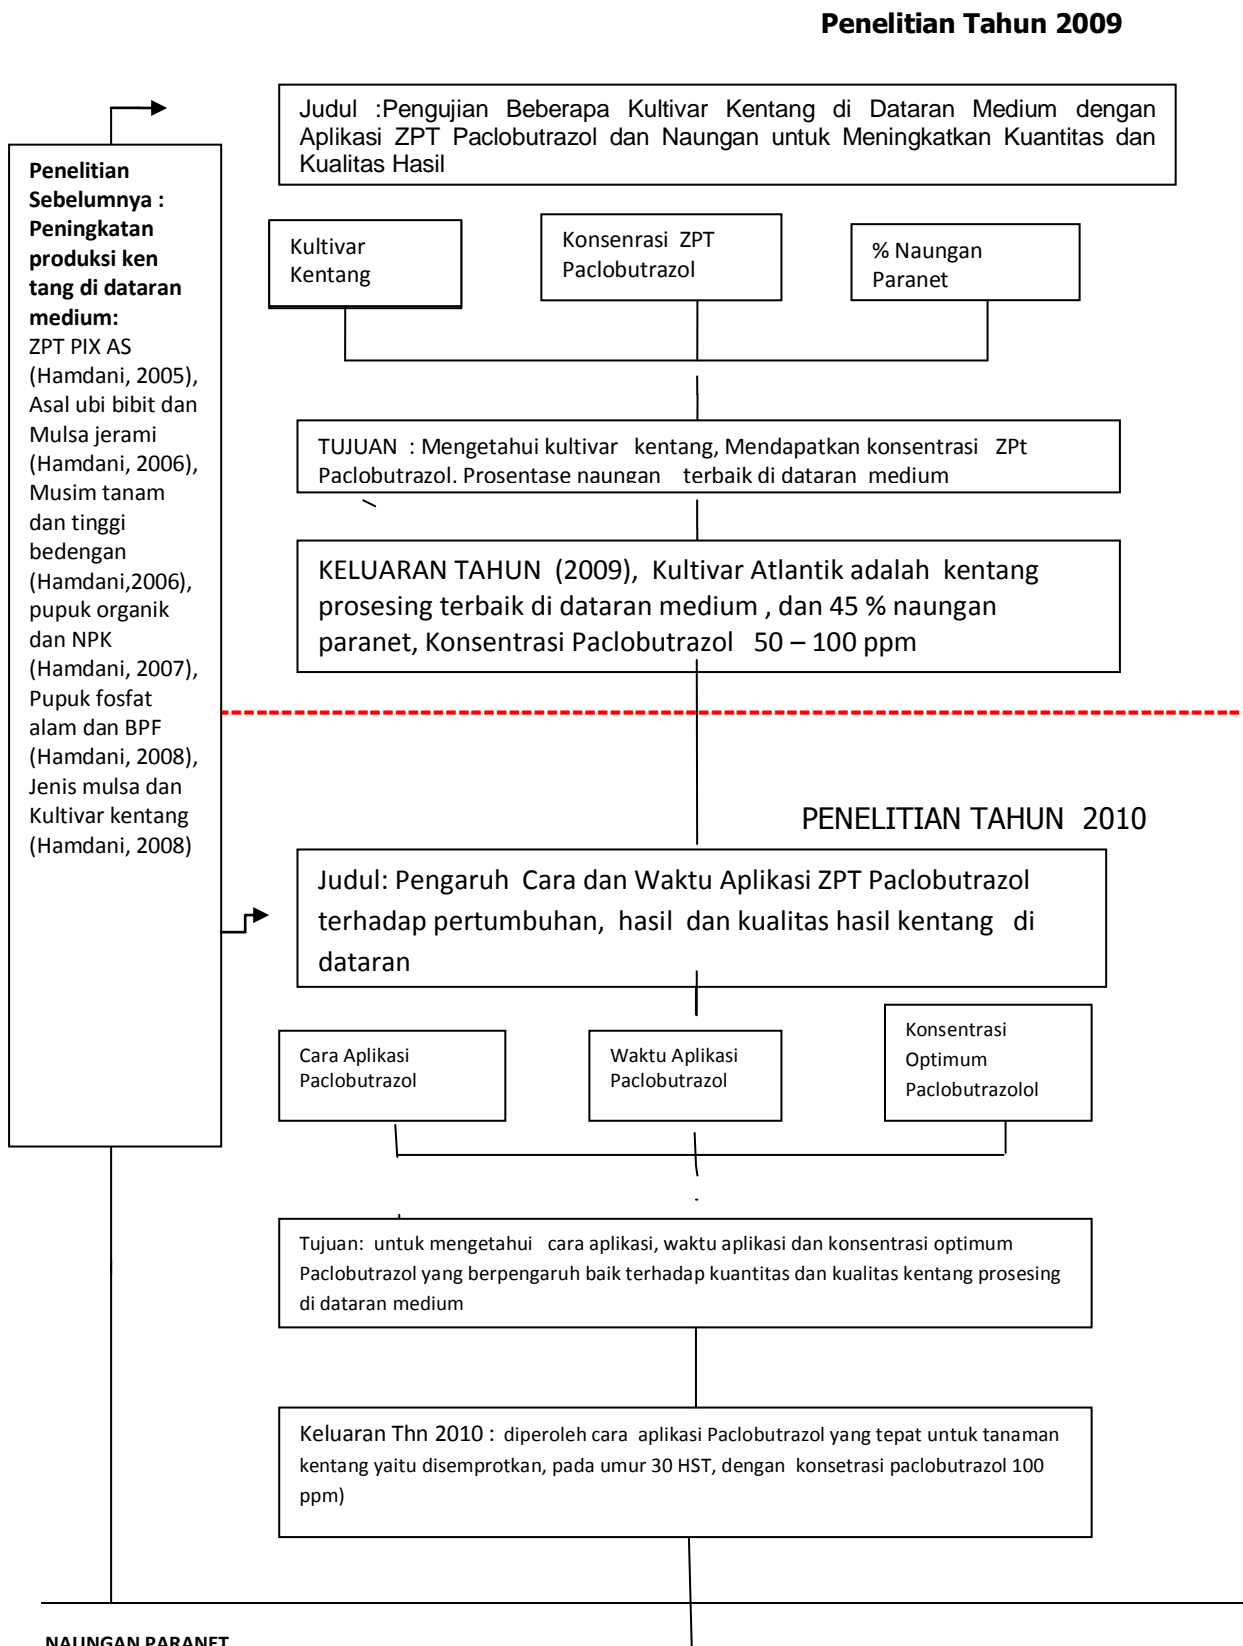 Penelitian Tahun 2009
Judul :Pengujian Beberapa Kultivar Kentang di Dataran Medium dengan
Aplikasi ZPT Paclobutrazol dan Naungan untuk Meningkatkan Kuantitas dan
Kualitas Hasil
Penelitian
Sebelumnya :
Peningkatan
produksi ken
tang di dataran
medium:
ZPT PIX AS
(Hamdani, 2005),
Asal ubi bibit dan
Mulsa jerami
(Hamdani, 2006),
Musim tanam
dan tinggi
bedengan
(Hamdani,2006),
pupuk organik
dan NPK
(Hamdani, 2007),
Pupuk fosfat
alam dan BPF
(Hamdani, 2008),
Jenis mulsa dan
Kultivar kentang
(Hamdani, 2008)
Kultivar
Kentang
Konsenrasi ZPT
Paclobutrazol
% Naungan
Paranet
TUJUAN : Mengetahui kultivar kentang, Mendapatkan konsentrasi ZPt
Paclobutrazol. Prosentase naungan terbaik di dataran medium
KELUARAN TAHUN (2009), Kultivar Atlantik adalah kentang
prosesing terbaik di dataran medium , dan 45 % naungan
paranet, Konsentrasi Paclobutrazol 50 – 100 ppm
PENELITIAN TAHUN 2010
Judul: Pengaruh Cara dan Waktu Aplikasi ZPT Paclobutrazol
terhadap pertumbuhan, hasil dan kualitas hasil kentang di
dataran
Cara Aplikasi
Paclobutrazol
Waktu Aplikasi
Paclobutrazol
Konsentrasi
Optimum
Paclobutrazolol
Tujuan: untuk mengetahui cara aplikasi, waktu aplikasi dan konsentrasi optimum
Paclobutrazol yang berpengaruh baik terhadap kuantitas dan kualitas kentang prosesing
di dataran medium
Keluaran Thn 2010 : diperoleh cara aplikasi Paclobutrazol yang tepat untuk tanaman
kentang yaitu disemprotkan, pada umur 30 HST, dengan konsetrasi paclobutrazol 100
ppm)
NAUNGAN PARANET